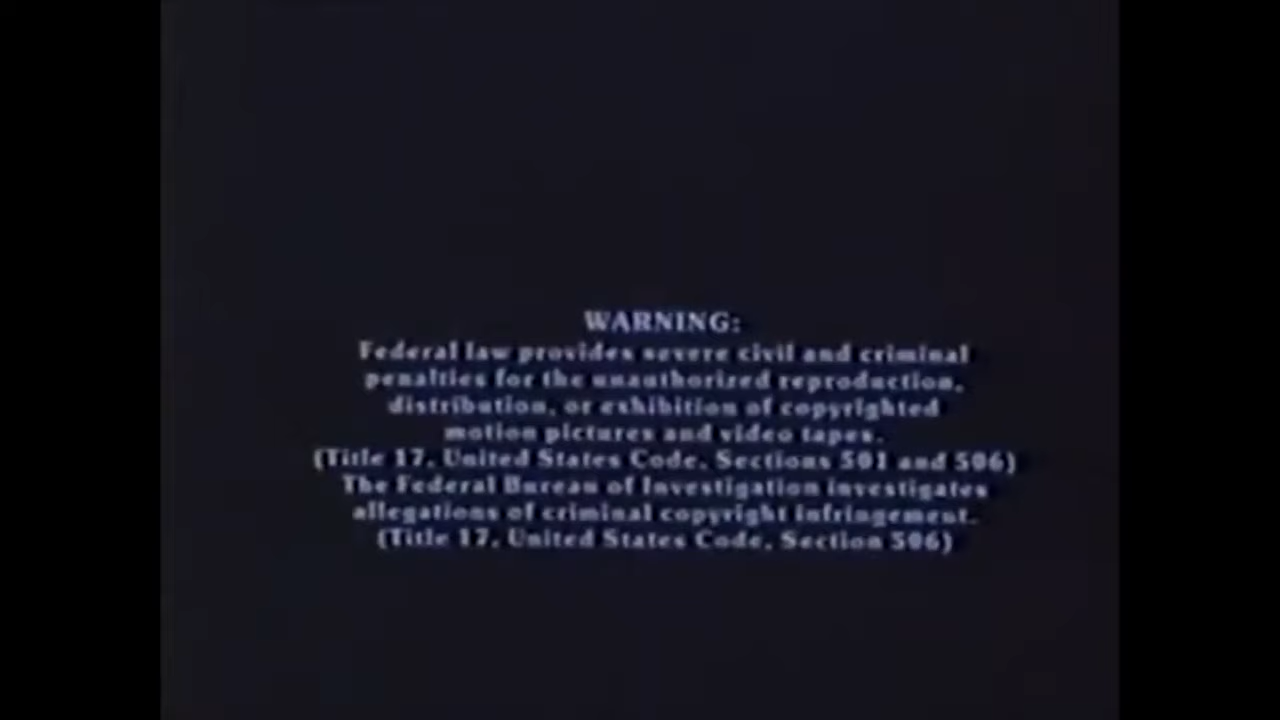 WARNING:
Federal law provides severe civil and criminal
penalties for the unauthorized reproduction,
distribution, or exhibition of copyrighted
motion pictures and video tapes.
(Title 17, United States Code, Sections 501 and 506)
The Federal Bureau of Investigation investigates
allegations of criminal copyright infringement.
(Title 17, United States Code, Section 506)